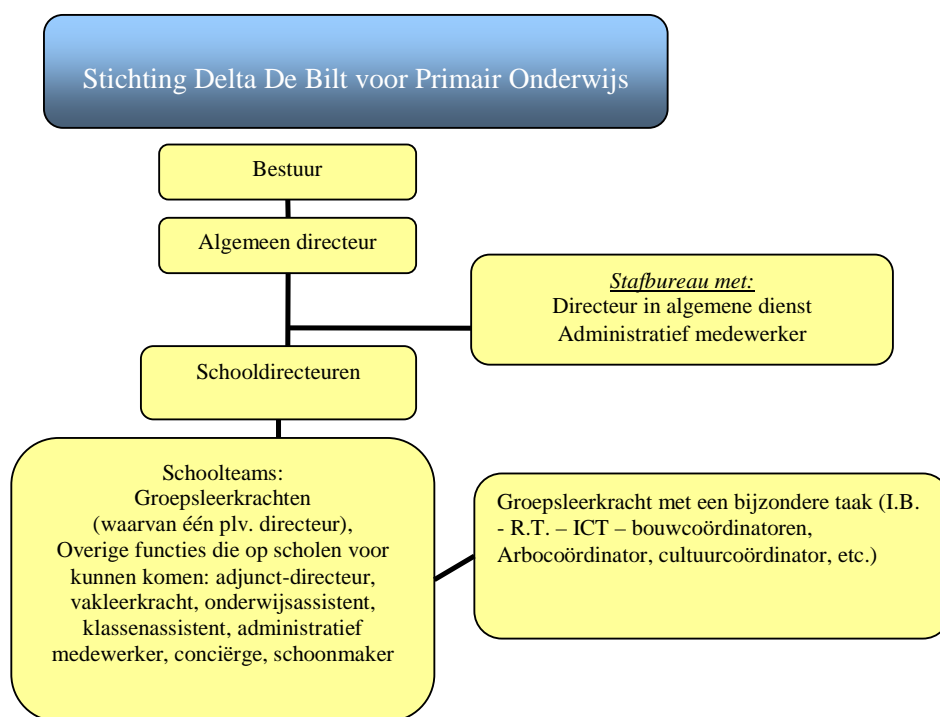 Stichting Delta De Bilt voor Primair Onderwijs
Bestuur
Algemeen directeur
Stafbureau met:
Directeur in algemene dienst
Administratief medewerker
Schooldirecteuren
Schoolteams:
Groepsleerkrachten
(waarvan één plv. directeur),
Overige functies die op scholen voor
kunnen komen: adjunct-directeur,
vakleerkracht, onderwijsassistent,
klassenassistent, administratief
medewerker, conciërge, schoonmaker
Groepsleerkracht met een bijzondere taak (I.B.
- R.T. – ICT – bouwcoördinatoren,
Arbocoördinator, cultuurcoördinator, etc.)